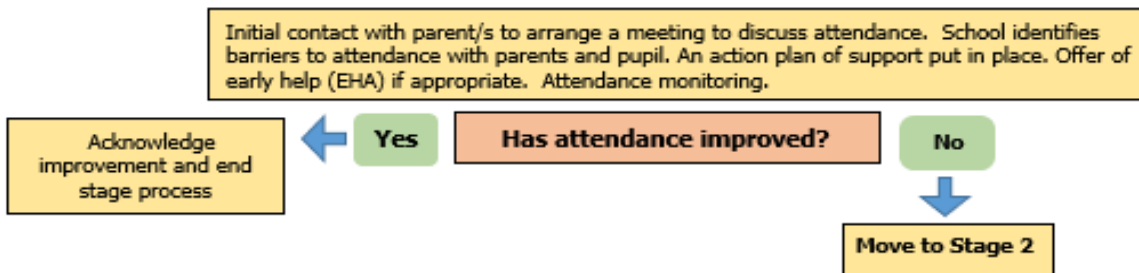 Initial contact with parent/s to arrange a meeting to discuss attendance.  School identifies
barriers to attendance with parents and pupil. An action plan of support put in place. Offer of
early help (EHA) if appropriate.  Attendance monitoring.
Yes
Has attendance improved?
No
Acknowledge
improvement and end
stage process
Move to Stage 2